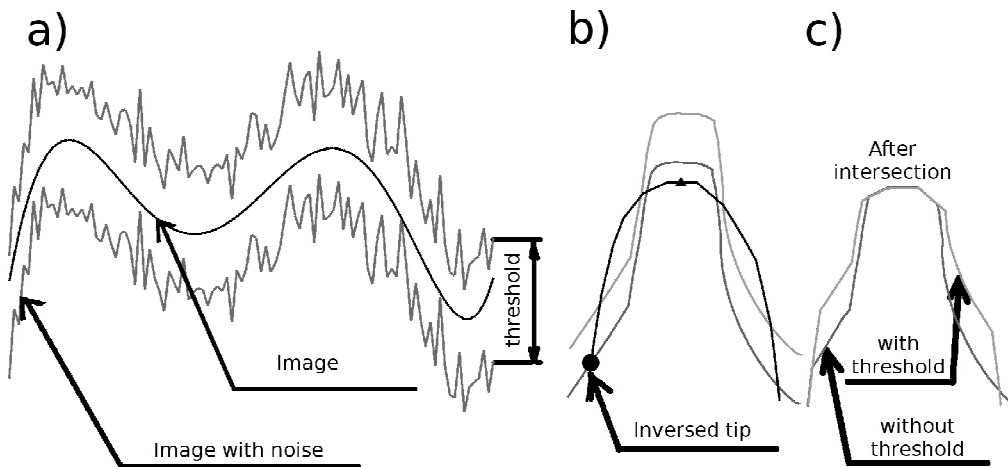 a)
threshold
Image
Image with noise
b)
Inversed tip
c)
After
intersection
with
threshold
without
threshold